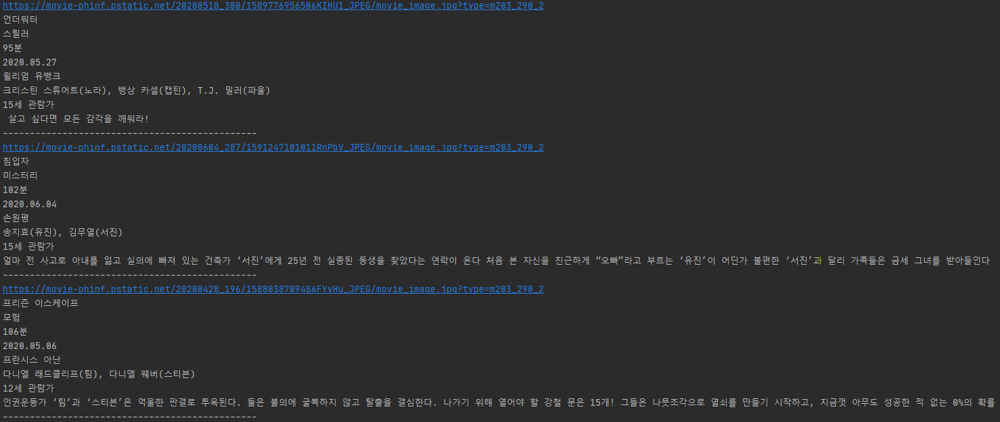 https://movie-phinf.pstatic.net/20200518_300/1589776956506KIHU1_JPEG/movie_image.jpg?type=m203_290_2
언더워터
스릴러
95분
2020.05.27
윌리엄 유뱅크
크리스틴 스튜어트(노라), 뱅상 카셀(캡틴), T.J. 밀러(파울)
15세 관람가
살고 싶다면 모든 감각을 깨워라!
-----------------------------------------------
https://movie-phinf.pstatic.net/20200604_287/1591247101011RnPbV_JPEG/movie_image.jpg?type=m203_290_2
침입자
미스터리
102분
2020.06.04
손원평
송지효(유진), 김무열(서진)
15세 관람가
얼마 전 사고로 아내를 잃고 실의에 빠져 있는 건축가 ‘서진’에게 25년 전 실종된 동생을 찾았다는 연락이 온다 처음 본 자신을 친근하게 “오빠”라고 부르는 ‘유진’이 어딘가 불편한 ‘서진’과 달리 가족들은 금세 그녀를 받아들인다
-----------------------------------------------
https://movie-phinf.pstatic.net/20200428_196/1588038709486FYyHu_JPEG/movie_image.jpg?type=m203_290_2
프리즌 이스케이프
모험
106분
2020.05.06
프란시스 아난
다니엘 래드클리프(팀), 다니엘 웨버(스티븐)
12세 관람가
인권운동가 ‘팀’과 ‘스티븐’은 억울한 판결로 투옥된다. 둘은 불의에 굴복하지 않고 탈출을 결심한다. 나가기 위해 열어야 할 강철 문은 15개! 그들은 나뭇조각으로 열쇠를 만들기 시작하고, 지금껏 아무도 성공한 적 없는 0%의 확률
-----------------------------------------------